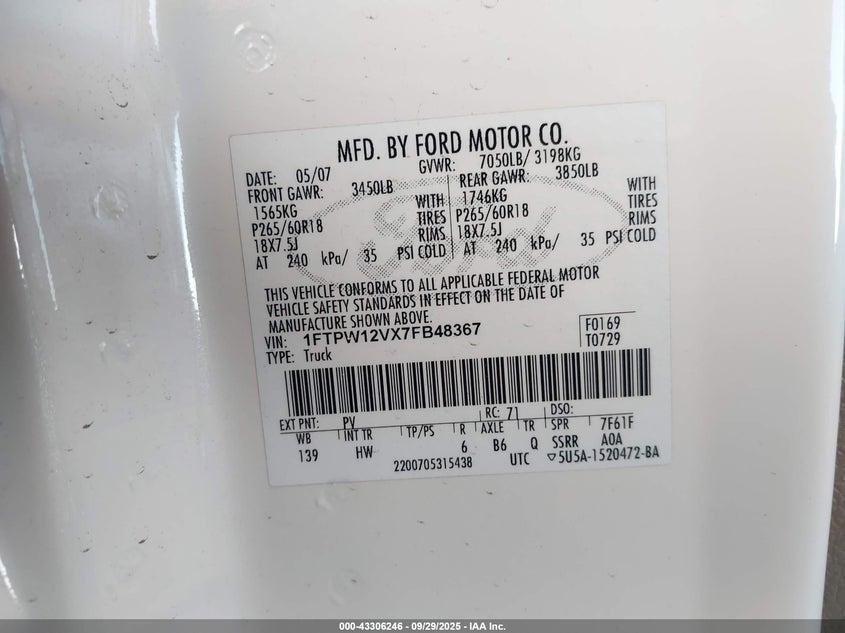 MFD. BY FORD MOTOR CO.
DATE: 05/07 GVWR: 7050LB/ 3198KG
FRONT GAWR: 3450LB REAR GAWR: 3850LB
1565KG WITH 1746KG WITH
P265/60R18 TIRES P265/60R18 TIRES
18X7.5J RIMS 18X7.5J RIMS
AT 240 kPa/ 35 PSI COLD AT 240 kPa/ 35 PSI COLD
Ford
THIS VEHICLE CONFORMS TO ALL APPLICABLE FEDERAL MOTOR
VEHICLE SAFETY STANDARDS IN EFFECT ON THE DATE OF
MANUFACTURE SHOWN ABOVE.
VIN: 1FTPW12VX7FB48367 F0169
TYPE: Truck T0729
EXT PNT: PV RC: 71 DSO:
WB INT TR TP/PS R AXLE TR SPR 7F61F
139 HW 6 B6 Q SSRR A0A
2200705315438 UTC ▽5U5A-1520472-BA
000-43306246 - 09/29/2025 - IAA Inc.